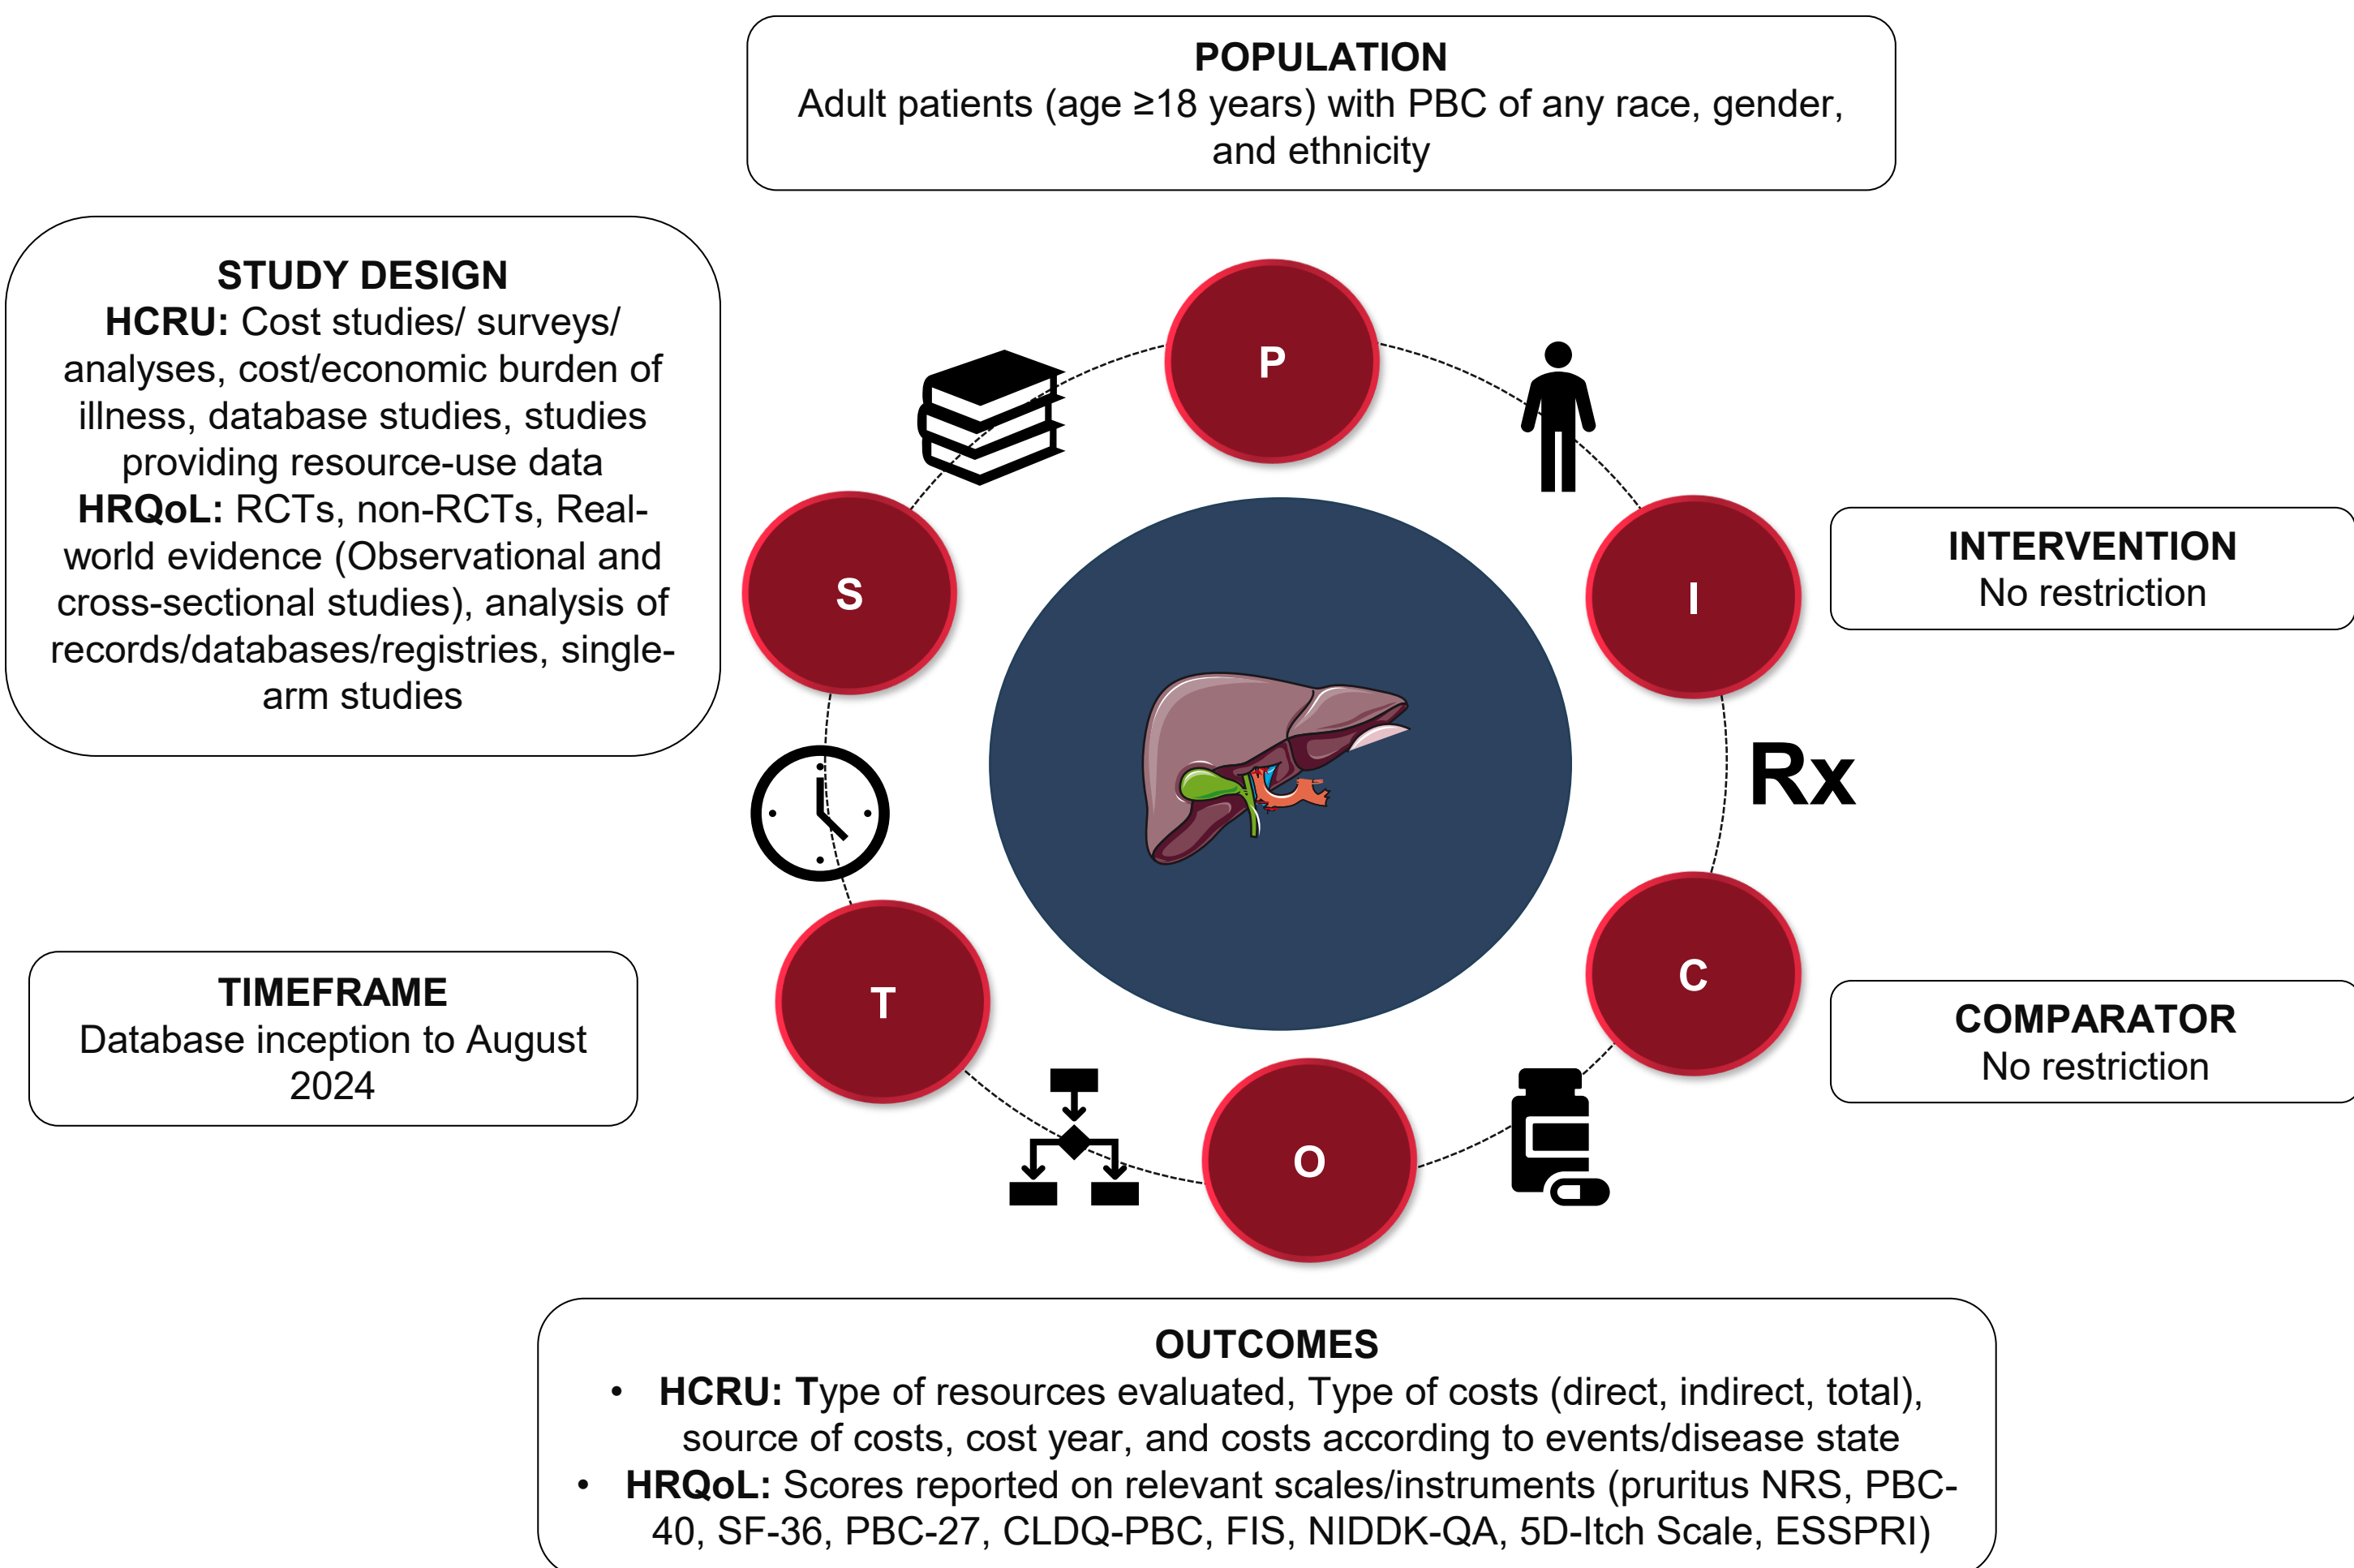 POPULATION
Adult patients (age ≥18 years) with PBC of any race, gender,
and ethnicity
STUDY DESIGN
HCRU: Cost studies/ surveys/
analyses, cost/economic burden of
illness, database studies, studies
providing resource-use data
HRQoL: RCTs, non-RCTs, Real-
world evidence (Observational and
cross-sectional studies), analysis of
records/databases/registries, single-
arm studies
P
S
I
INTERVENTION
No restriction
Rx
TIMEFRAME
Database inception to August
2024
T
C
COMPARATOR
No restriction
O
OUTCOMES
• HCRU: Type of resources evaluated, Type of costs (direct, indirect, total),
source of costs, cost year, and costs according to events/disease state
• HRQoL: Scores reported on relevant scales/instruments (pruritus NRS, PBC-
40, SF-36, PBC-27, CLDQ-PBC, FIS, NIDDK-QA, 5D-Itch Scale, ESSPRI)